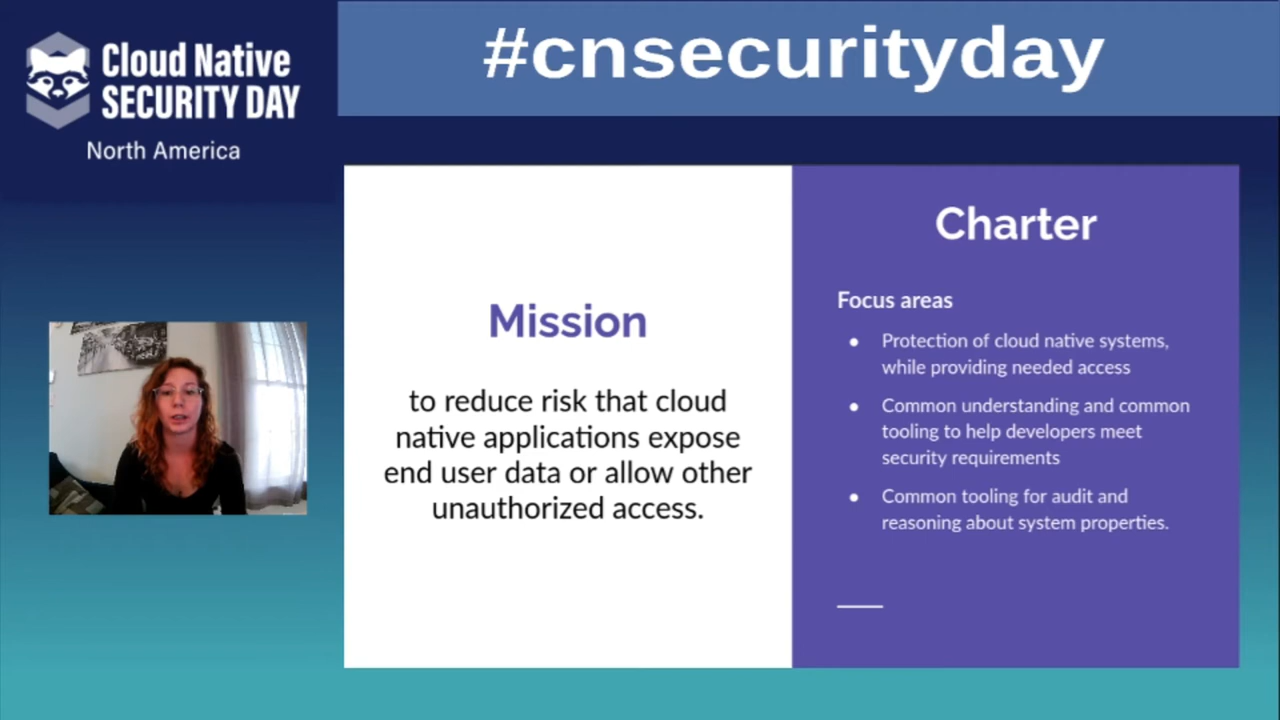 Cloud Native
SECURITY DAY
North America
#cnsecurityday
Mission
to reduce risk that cloud
native applications expose
end user data or allow other
unauthorized access.
Charter
Focus areas
● Protection of cloud native systems,
while providing needed access
● Common understanding and common
tooling to help developers meet
security requirements
● Common tooling for audit and
reasoning about system properties.